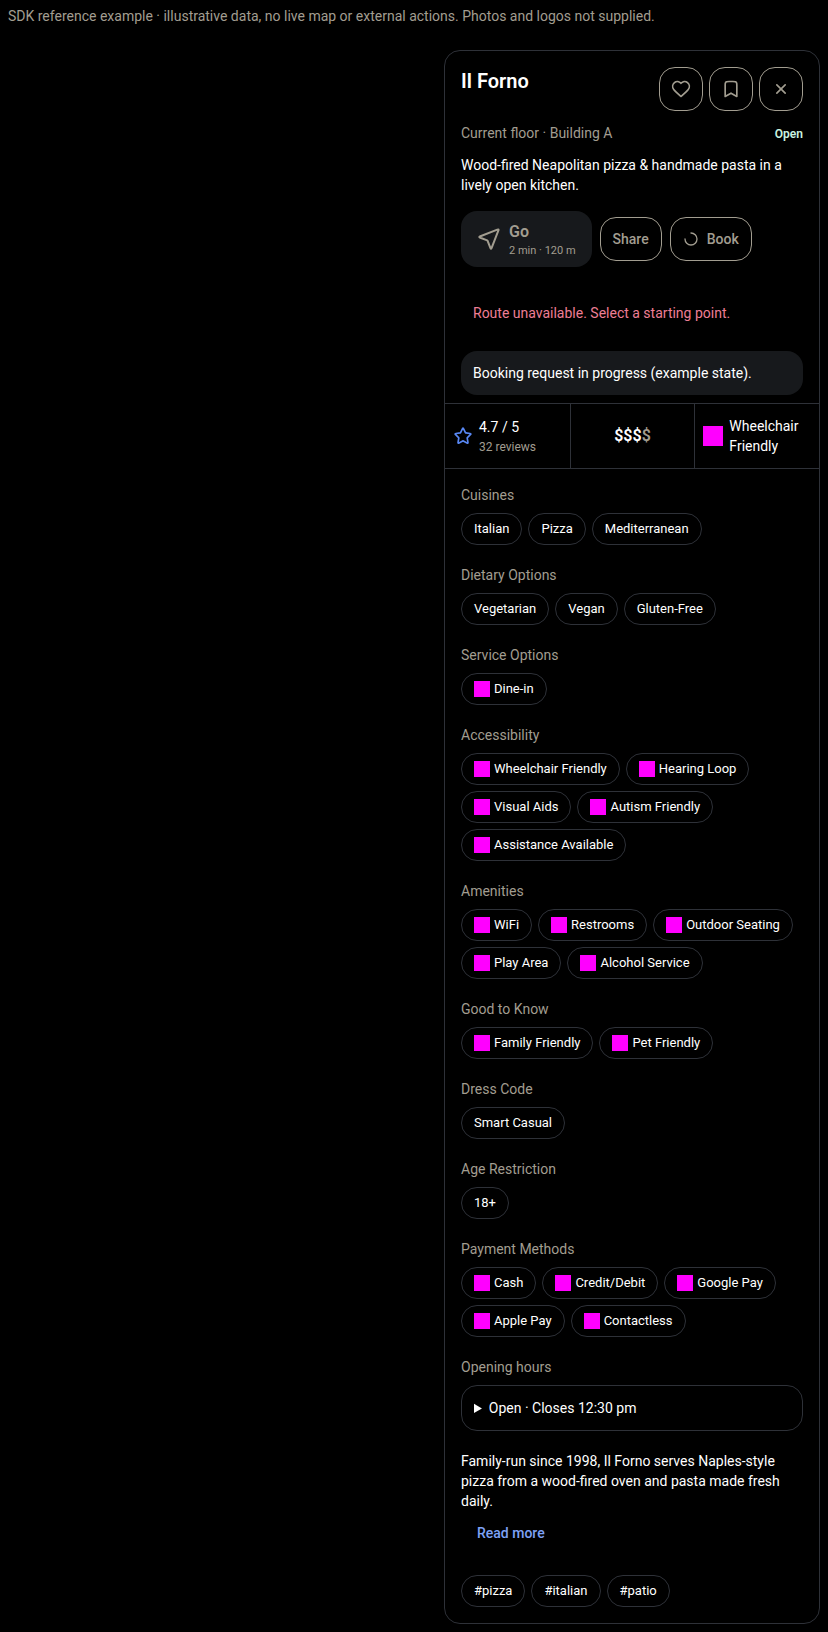 SDK reference example · illustrative data, no live map or external actions. Photos and logos not supplied.
Il Forno
Current floor · Building A
Open
Wood-fired Neapolitan pizza & handmade pasta in a
lively open kitchen.
Go
2 min · 120 m
Share
Book
Route unavailable. Select a starting point.
Booking request in progress (example state).
4.7 / 5
32 reviews
$$$$
Wheelchair
Friendly
Cuisines
Italian
Pizza
Mediterranean
Dietary Options
Vegetarian
Vegan
Gluten-Free
Service Options
Dine-in
Accessibility
Wheelchair Friendly
Hearing Loop
Visual Aids
Autism Friendly
Assistance Available
Amenities
WiFi
Restrooms
Outdoor Seating
Play Area
Alcohol Service
Good to Know
Family Friendly
Pet Friendly
Dress Code
Smart Casual
Age Restriction
18+
Payment Methods
Cash
Credit/Debit
Google Pay
Apple Pay
Contactless
Opening hours
Open · Closes 12:30 pm
Family-run since 1998, Il Forno serves Naples-style
pizza from a wood-fired oven and pasta made fresh
daily.
Read more
#pizza
#italian
#patio